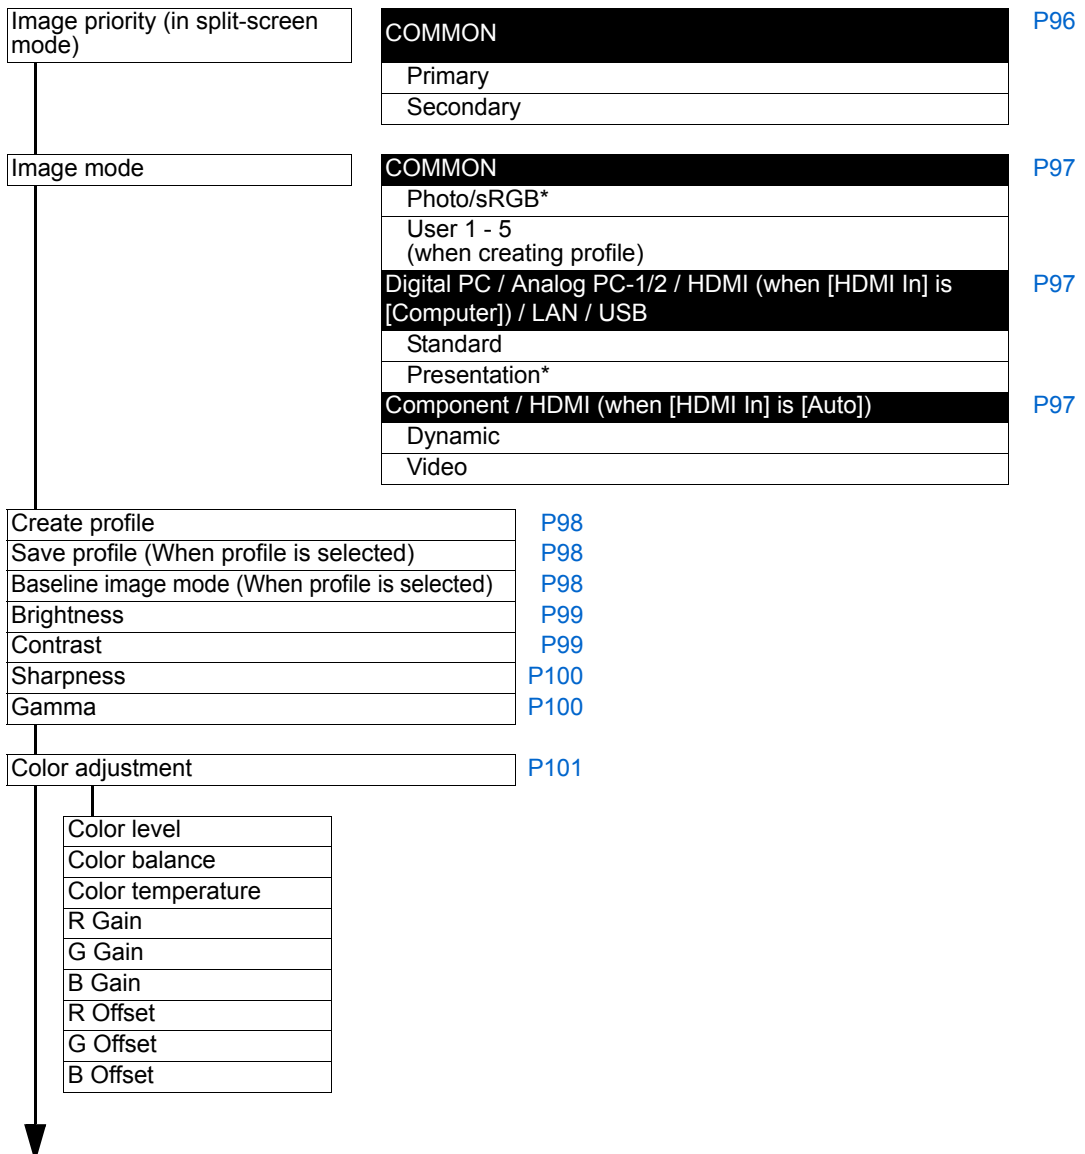 Image priority (in split-screen
mode)
COMMON
P96
Primary
Secondary
Image mode
COMMON
P97
Photo/sRGB*
User 1 - 5
(when creating profile)
Digital PC / Analog PC-1/2 / HDMI (when [HDMI In] is
[Computer]) / LAN / USB
P97
Standard
Presentation*
Component / HDMI (when [HDMI In] is [Auto])
P97
Dynamic
Video
Create profile
P98
Save profile (When profile is selected)
P98
Baseline image mode (When profile is selected)
P98
Brightness
P99
Contrast
P99
Sharpness
P100
Gamma
P100
Color adjustment
P101
Color level
Color balance
Color temperature
R Gain
G Gain
B Gain
R Offset
G Offset
B Offset